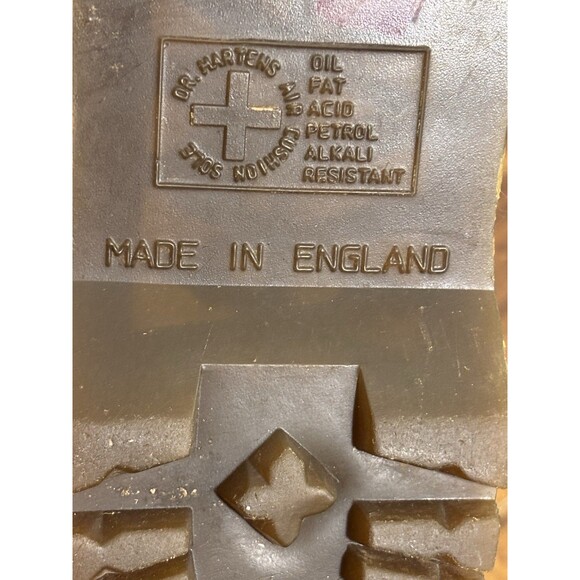 DR. MARTENS AIR CUSHION SOLE
OIL
FAT
ACID
PETROL
ALKALI
RESISTANT
MADE IN ENGLAND